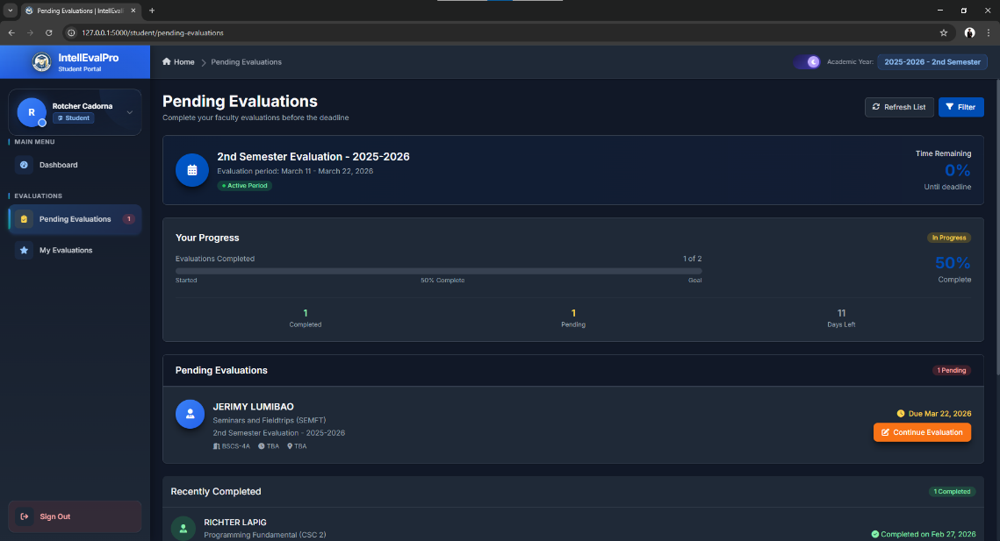 Pending Evaluations | IntellEval
127.0.0.1:5000/student/pending-evaluations
IntellEvalPro
Student Portal
Home
Pending Evaluations
Academic Year:
2025-2026 - 2nd Semester
R
Rotcher Cadorna
Student
MAIN MENU
Dashboard
EVALUATIONS
Pending Evaluations
1
My Evaluations
Sign Out
Pending Evaluations
Complete your faculty evaluations before the deadline
Refresh List
Filter
2nd Semester Evaluation - 2025-2026
Evaluation period: March 11 - March 22, 2026
Active Period
Time Remaining
0%
Until deadline
Your Progress
In Progress
Evaluations Completed
1 of 2
Started
50% Complete
Goal
50%
Complete
1
Completed
1
Pending
11
Days Left
Pending Evaluations
1 Pending
JERIMY LUMIBAO
Seminars and Fieldtrips (SEMFT)
2nd Semester Evaluation - 2025-2026
BSCS-4A TBA TBA
Due Mar 22, 2026
Continue Evaluation
Recently Completed
1 Completed
RICHTER LAPIG
Programming Fundamental (CSC 2)
Completed on Feb 27, 2026